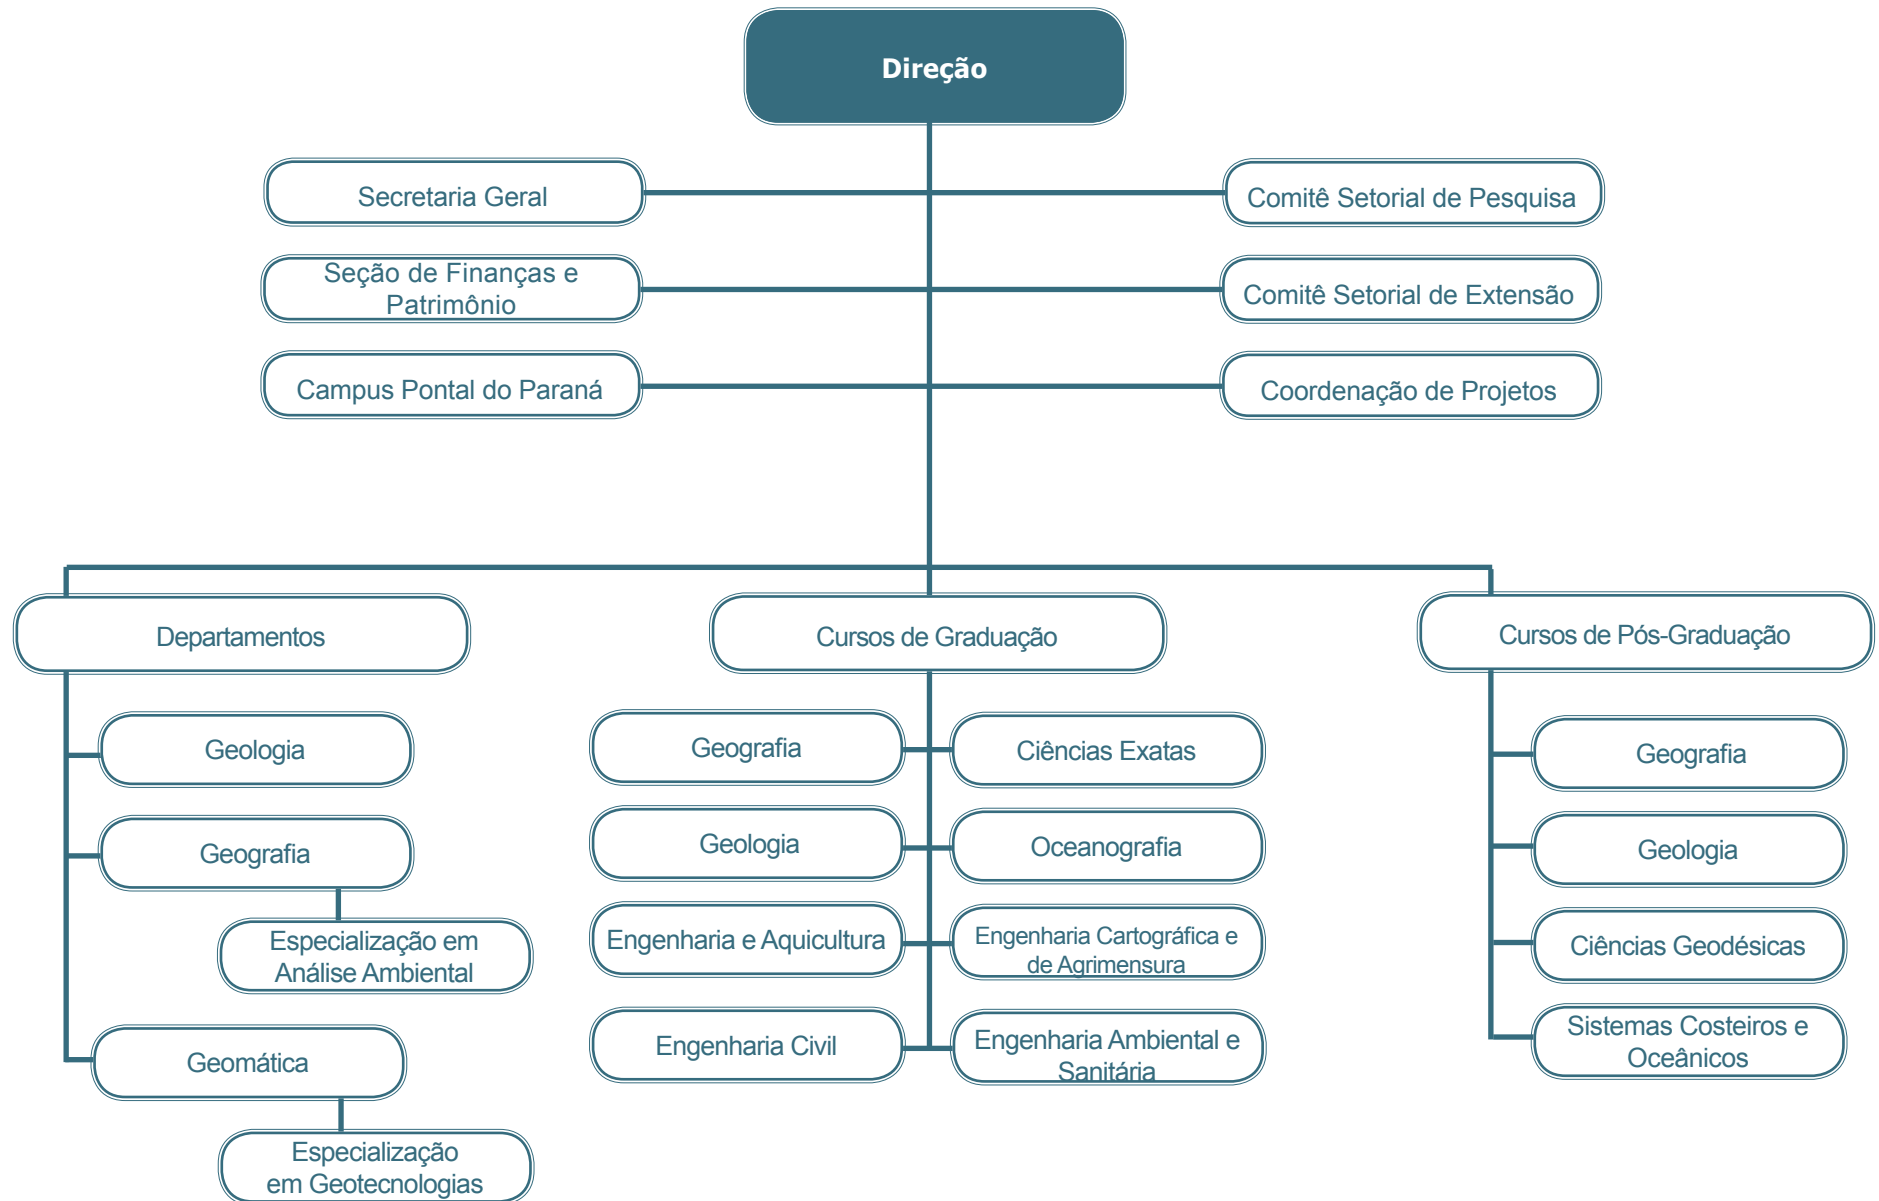 Direção
Secretaria Geral
Comitê Setorial de Pesquisa
Seção de Finanças e
Patrimônio
Comitê Setorial de Extensão
Campus Pontal do Paraná
Coordenação de Projetos
Departamentos
Cursos de Graduação
Cursos de Pós-Graduação
Geologia
Geografia
Especialização em
Análise Ambiental
Geomática
Especialização
em Geotecnologias
Geografia
Ciências Exatas
Geologia
Oceanografia
Engenharia e Aquicultura
Engenharia Cartográfica e
de Agrimensura
Engenharia Civil
Engenharia Ambiental e
Sanitária
Geografia
Geologia
Ciências Geodésicas
Sistemas Costeiros e
Oceânicos